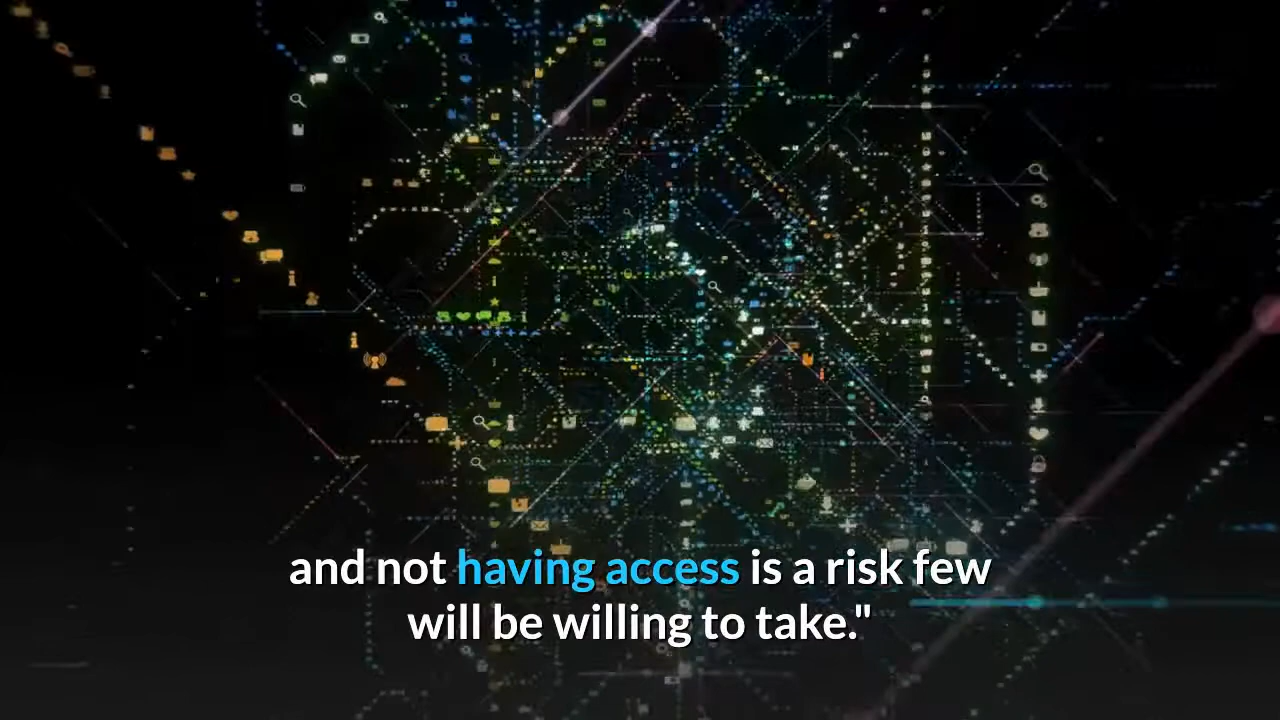 and not having access is a risk few
will be willing to take."